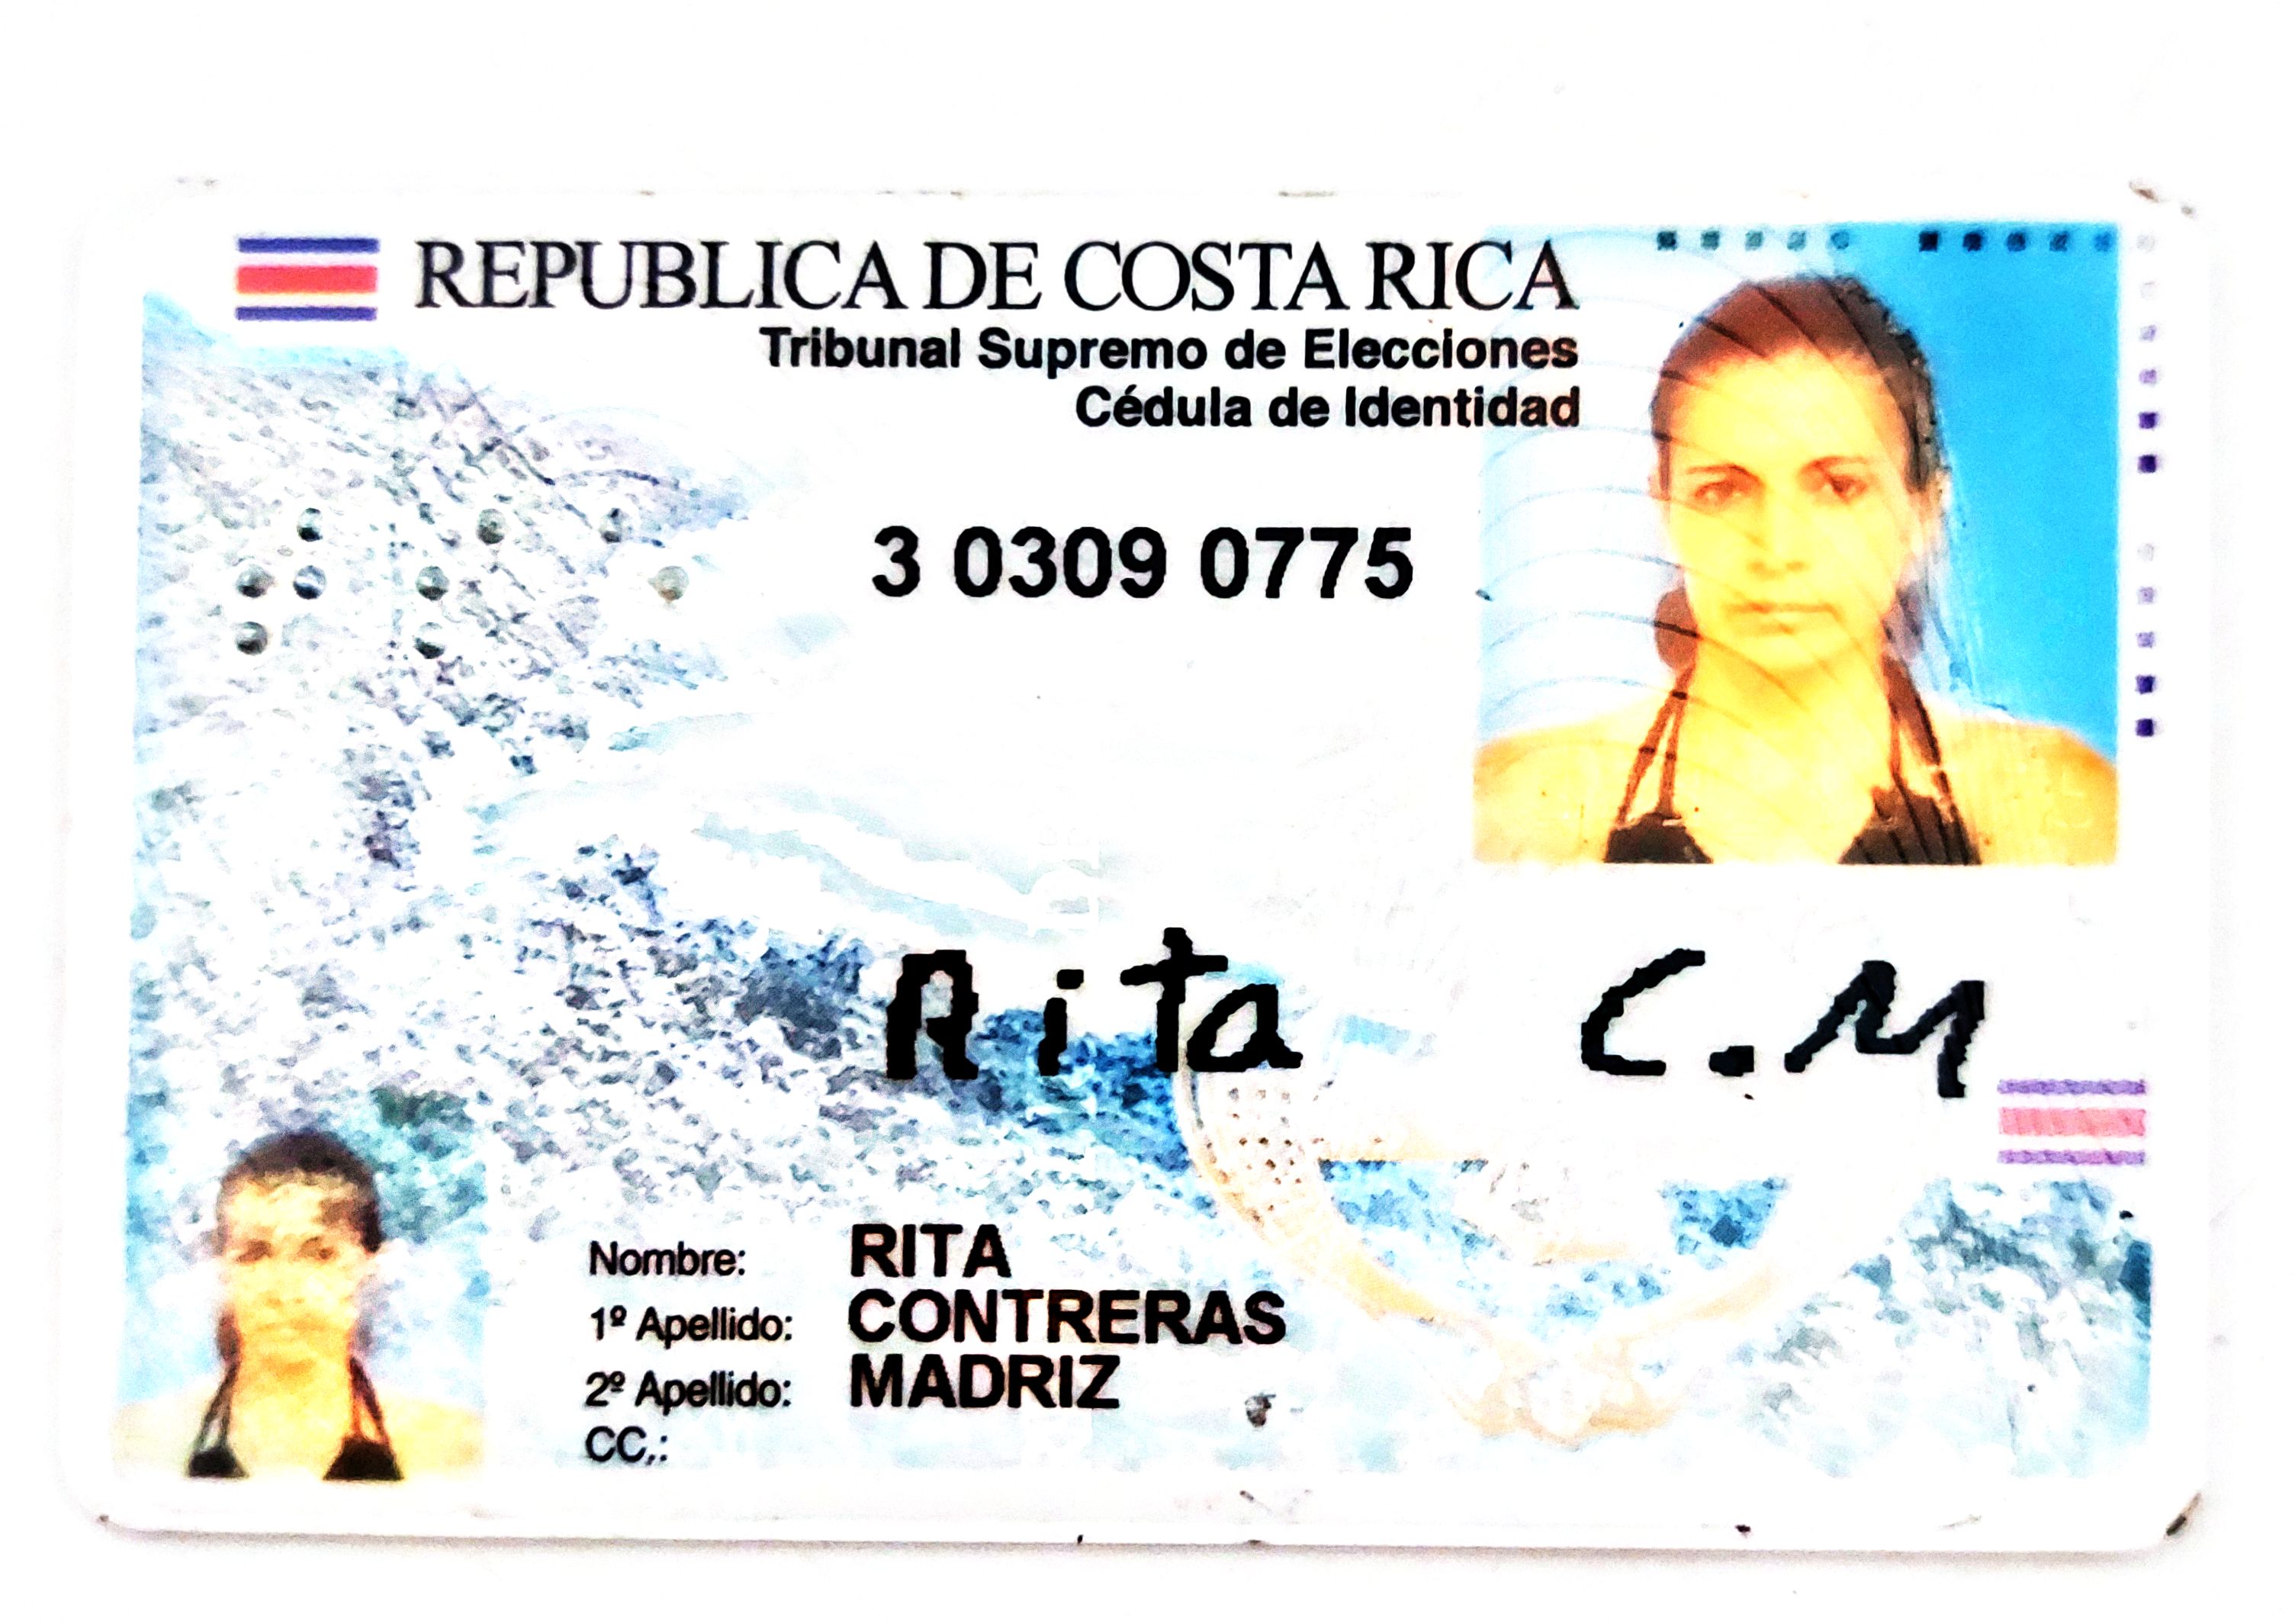 REPUBLICA DE COSTA RICA
Tribunal Supremo de Elecciones
Cédula de Identidad
3 0309 0775
Rita C.M
Nombre: RITA
1º Apellido: CONTRERAS
2º Apellido: MADRIZ
CC.: